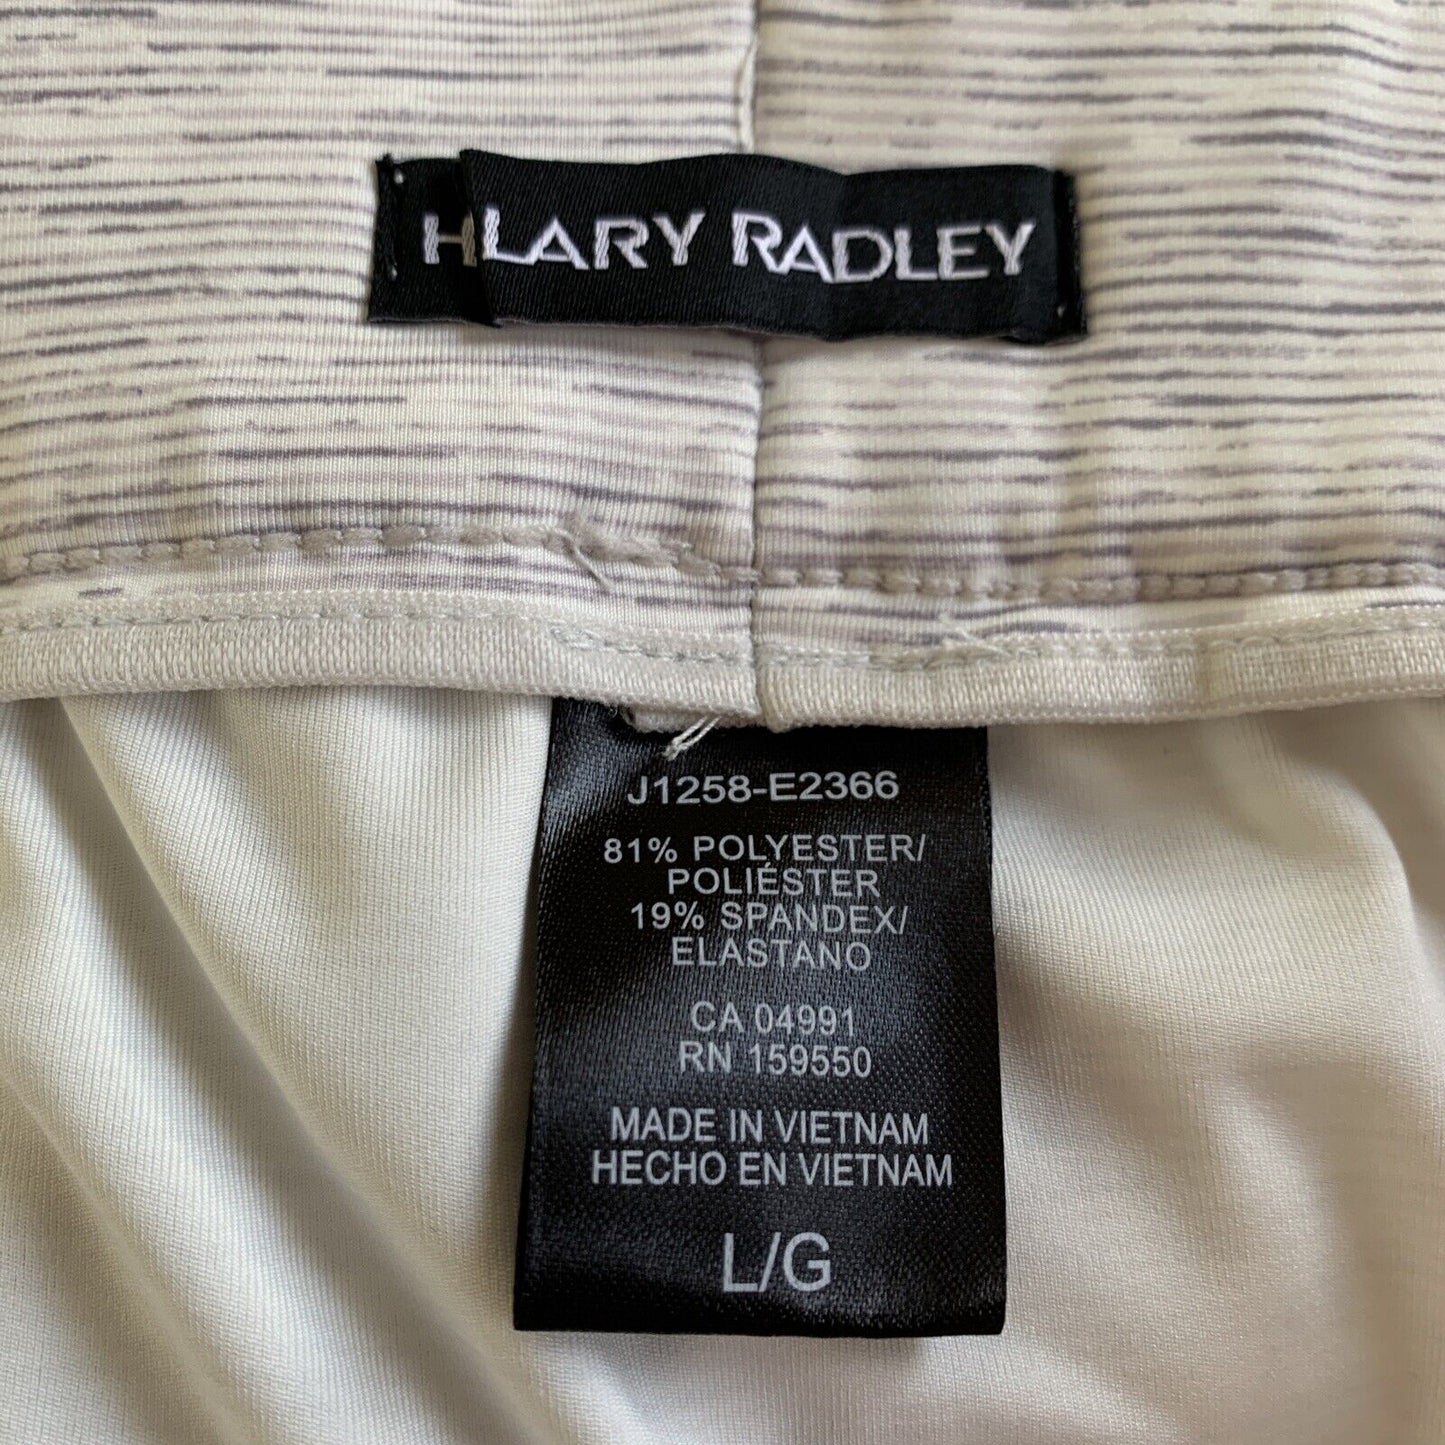 HLARY RADLEY
J1258-E2366
81% POLYESTER/
POLIÉSTER
19% SPANDEX/
ELASTANO
CA 04991
RN 159550
MADE IN VIETNAM
HECHO EN VIETNAM
L/G